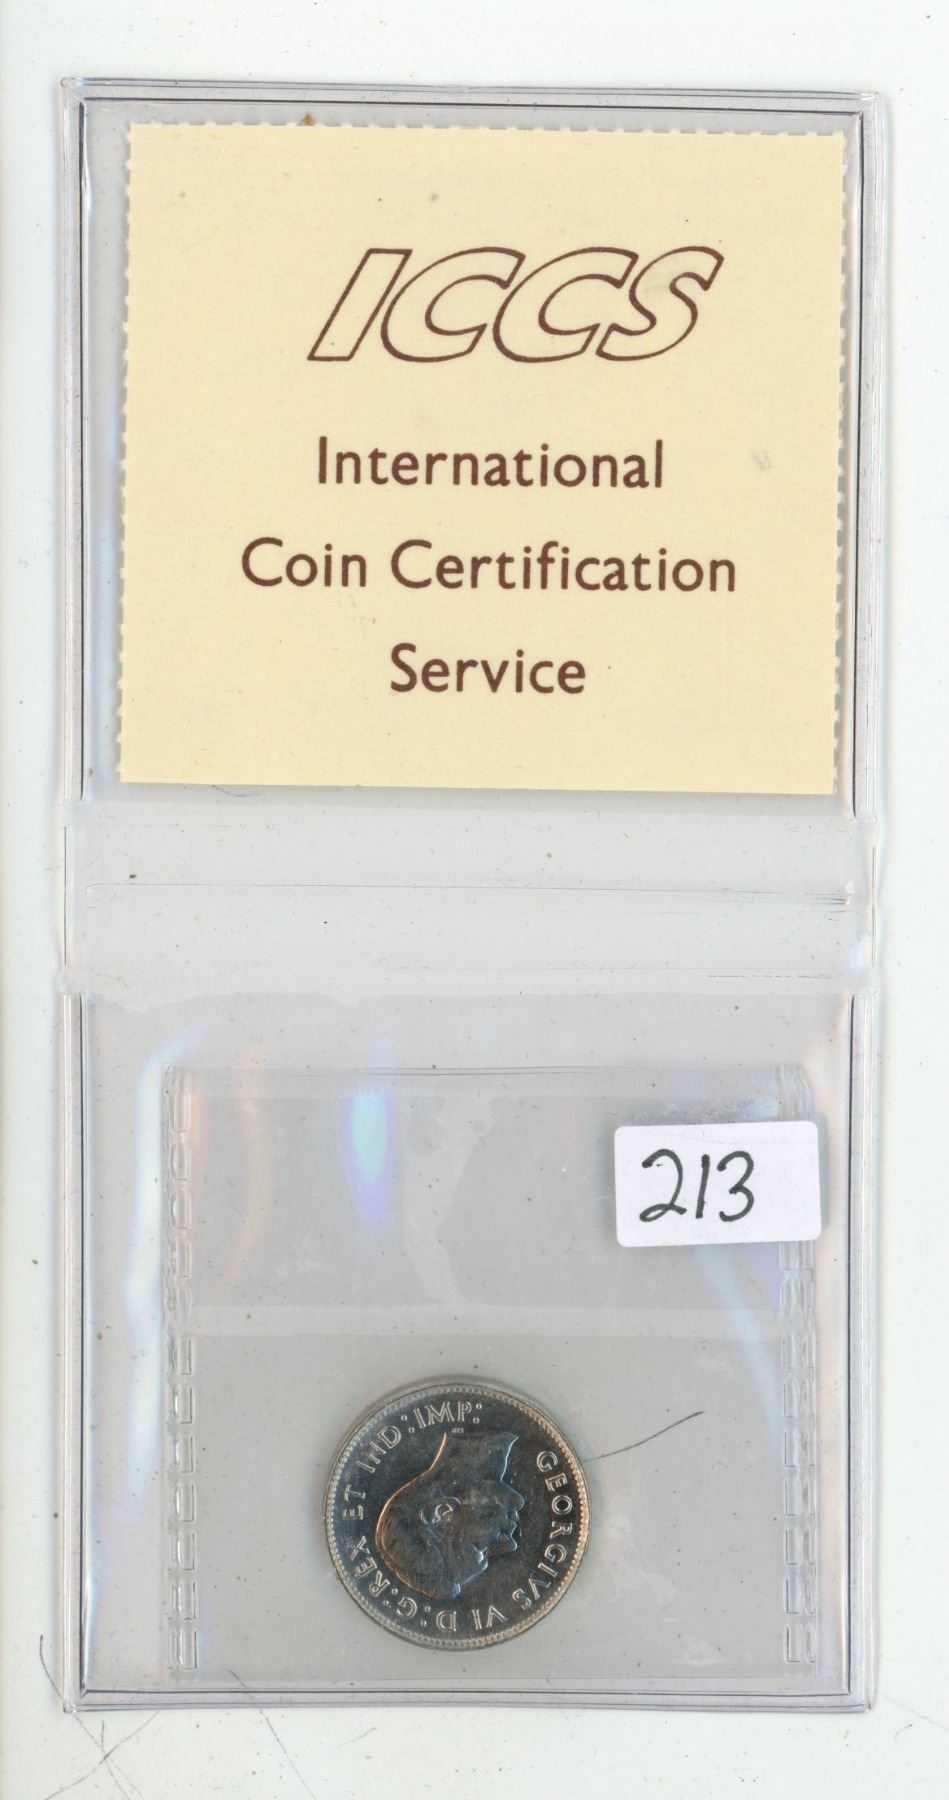 ICCS
International
Coin Certification
Service
213
GEORGIVS VI D:G:REX ET IND:IMP: